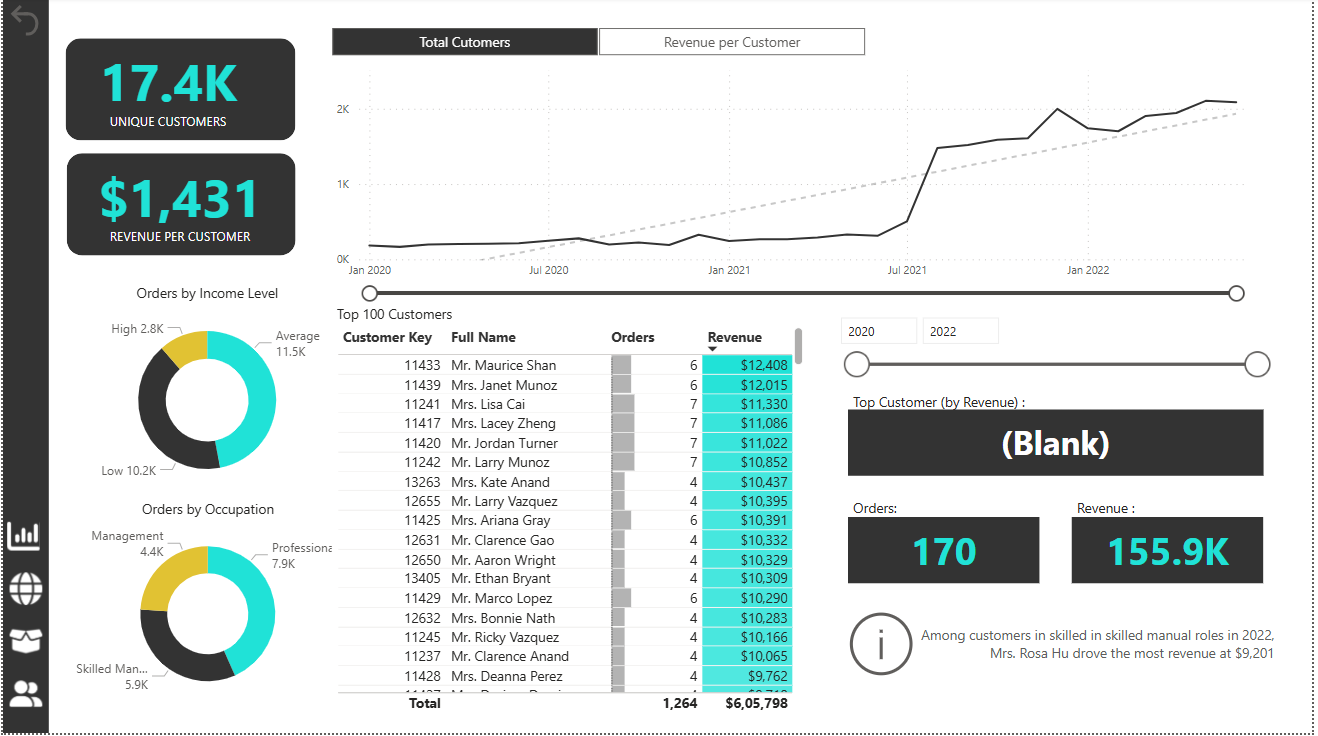 17.4K
UNIQUE CUSTOMERS
$1,431
REVENUE PER CUSTOMER
Total Cutomers
Revenue per Customer
2K
1K
0K
Jan 2020
Jul 2020
Jan 2021
Jul 2021
Jan 2022
Orders by Income Level
High 2.8K
Average
11.5K
Low 10.2K
Orders by Occupation
Management
4.4K
Professiona
7.9K
Skilled Man...
5.9K
Top 100 Customers
Customer Key Full Name Orders Revenue
11433 Mr. Maurice Shan 6 $12,408
11439 Mrs. Janet Munoz 6 $12,015
11241 Mrs. Lisa Cai 7 $11,330
11417 Mrs. Lacey Zheng 7 $11,086
11420 Mr. Jordan Turner 7 $11,022
11242 Mr. Larry Munoz 7 $10,852
13263 Mrs. Kate Anand 4 $10,437
12655 Mr. Larry Vazquez 4 $10,395
11425 Mrs. Ariana Gray 6 $10,391
12631 Mr. Clarence Gao 4 $10,332
12650 Mr. Aaron Wright 4 $10,329
13405 Mr. Ethan Bryant 4 $10,309
11429 Mr. Marco Lopez 6 $10,290
12632 Mrs. Bonnie Nath 4 $10,283
11245 Mr. Ricky Vazquez 4 $10,166
11237 Mr. Clarence Anand 4 $10,065
11428 Mrs. Deanna Perez 4 $9,762
Total 1,264 $6,05,798
2020
2022
Top Customer (by Revenue) :
(Blank)
Orders:
170
Revenue :
155.9K
i
Among customers in skilled in skilled manual roles in 2022,
Mrs. Rosa Hu drove the most revenue at $9,201